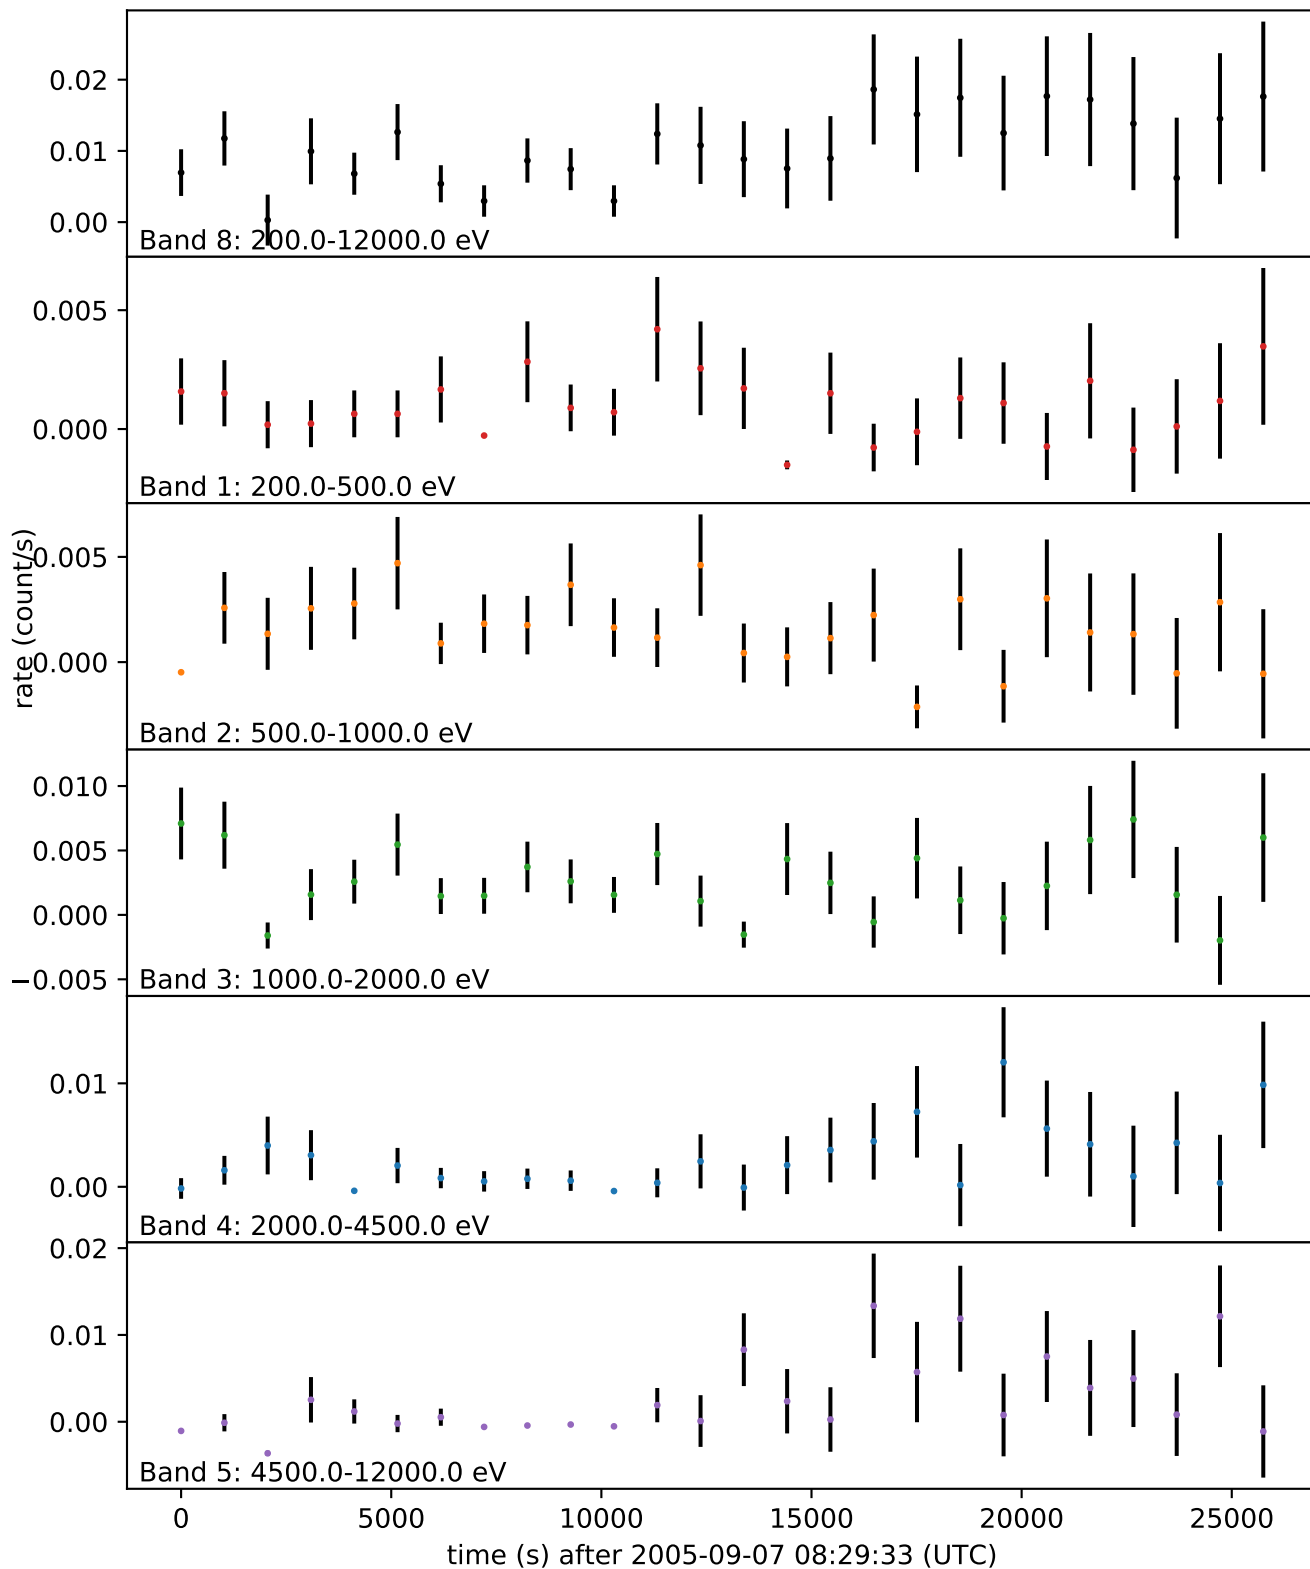 0.02
0.01
0.00
Band 8: 200.0-12000.0 eV
0.005
0.000
Band 1: 200.0-500.0 eV
rate (count/s)
0.005
0.000
Band 2: 500.0-1000.0 eV
0.010
0.005
0.000
−0.005
Band 3: 1000.0-2000.0 eV
0.01
0.00
Band 4: 2000.0-4500.0 eV
0.02
0.01
0.00
Band 5: 4500.0-12000.0 eV
0 5000 10000 15000 20000 25000
time (s) after 2005-09-07 08:29:33 (UTC)